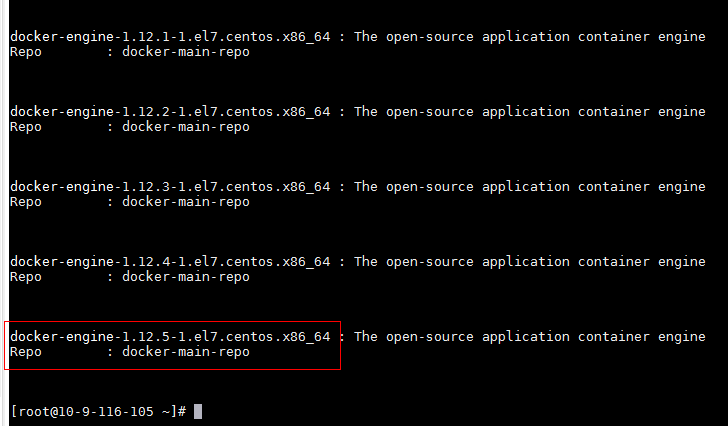 docker-engine-1.12.1-1.el7.centos.x86_64 : The open-source application container engine
Repo        : docker-main-repo
docker-engine-1.12.2-1.el7.centos.x86_64 : The open-source application container engine
Repo        : docker-main-repo
docker-engine-1.12.3-1.el7.centos.x86_64 : The open-source application container engine
Repo        : docker-main-repo
docker-engine-1.12.4-1.el7.centos.x86_64 : The open-source application container engine
Repo        : docker-main-repo
docker-engine-1.12.5-1.el7.centos.x86_64 : The open-source application container engine
Repo        : docker-main-repo
[root@10-9-116-105 ~]#